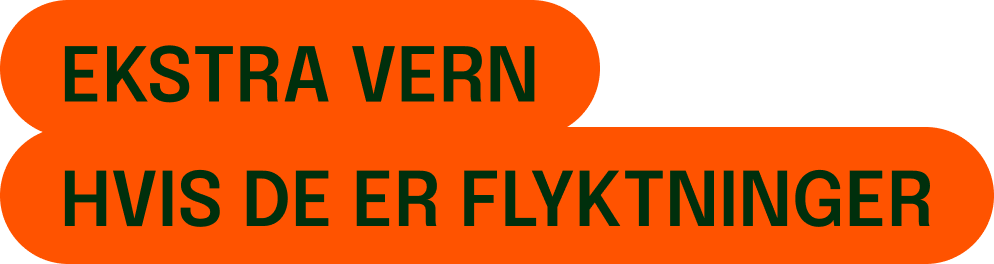 EKSTRA VERN
HVIS DE ER FLYKTNINGER